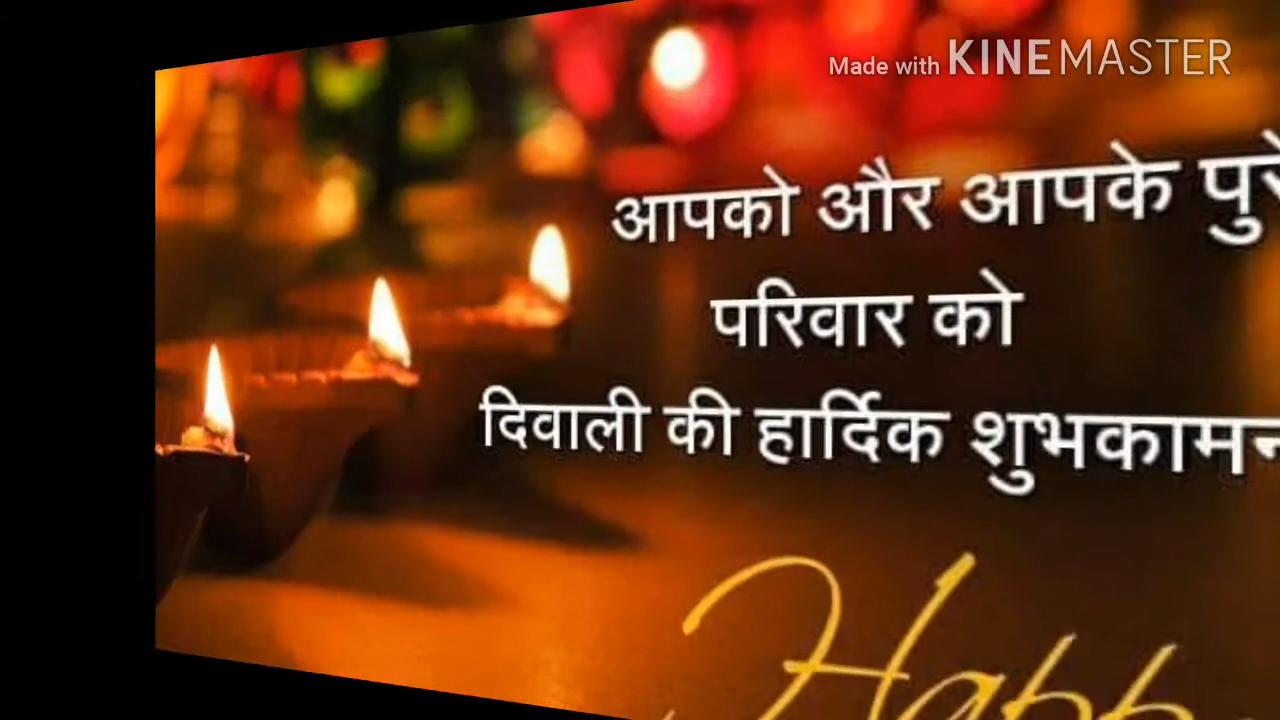 Made with KINEMASTER
आपको और आपके पुरे
परिवार को
दिवाली की हार्दिक